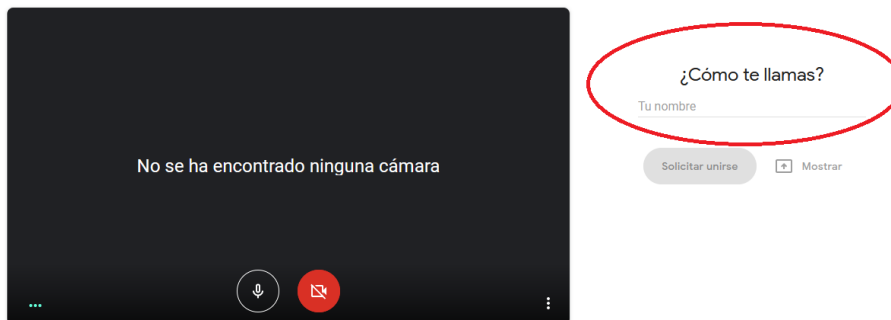 ¿Cómo te llamas?
Tu nombre
No se ha encontrado ninguna cámara
Solicitar unirse
Mostrar